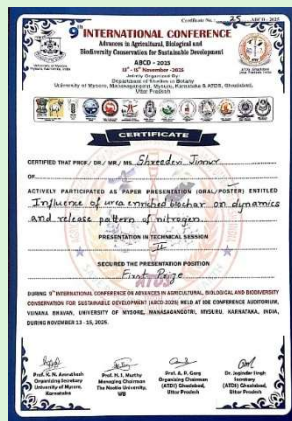 Certificate No. : 25 ABCD - 2025
9th INTERNATIONAL CONFERENCE
Advances in Agricultural, Biological and
Biodiversity Conservation for Sustainable Development
ABCD - 2025
13th - 15th November - 2025
Jointly Organized By:
Department of Studies in Botany
University of Mysore, Manasagangotri, Mysuru, Karnataka & ATDS, Ghaziabad,
Uttar Pradesh
CERTIFICATE
CERTIFIED THAT PROF./ DR./ MR./ MS. Shreedevi
OF
ACTIVELY PARTICIPATED AS PAPER PRESENTATION (ORAL/POSTER) ENTITLED
Influence of urea enriched biochar on dynamics
and release pattern of nitrogen.
PRESENTATION IN TECHNICAL SESSION
II
SECURED THE PRESENTATION POSITION
First Prize
ATDS
DURING 9th INTERNATIONAL CONFERENCE ON ADVANCES IN AGRICULTURAL, BIOLOGICAL AND BIODIVERSITY
CONSERVATION FOR SUSTAINABLE DEVELOPMENT (ABCD-2025) HELD AT IOE CONFERENCE AUDITORIUM,
VIJNANA BHAVAN, UNIVERSITY OF MYSORE, MANASAGANGOTRI, MYSURU, KARNATAKA, INDIA,
DURING NOVEMBER 13 - 15, 2025.
Prof. K. N. Amruthesh
Organizing Secretary
University of Mysore,
Karnataka
Prof. H. I. Murthy
Managing Chairman
The Neotia University,
WB
Prof. A. P. Garg
Organizing Chairman
(ATDS) Ghaziabad,
Uttar Pradesh
Dr. Joginder Singh
Secretary
(ATDS) Ghaziabad,
Uttar Pradesh